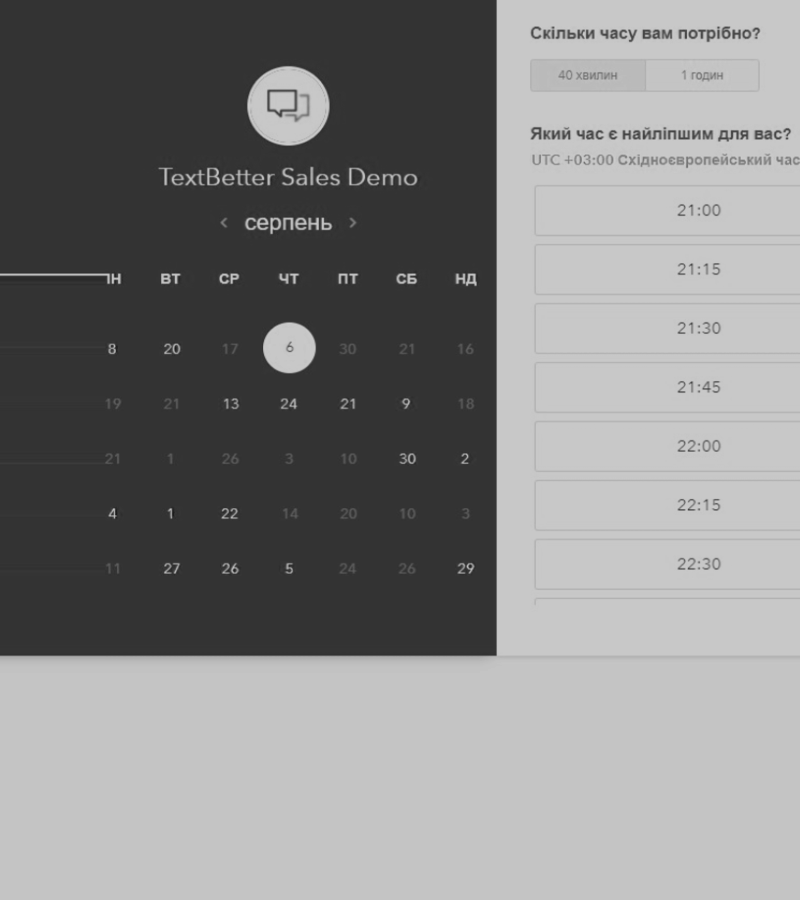 TextBetter Sales Demo
‹ серпень ›
ПН ВТ СР ЧТ ПТ СБ НД
8 20 17 6 30 21 16
19 21 13 24 21 9 18
21 1 26 3 10 30 2
4 1 22 14 20 10 3
11 27 26 5 24 26 29
Скільки часу вам потрібно?
40 хвилин 1 годин
Який час є найліпшим для вас?
UTC +03:00 Східноєвропейський час
21:00
21:15
21:30
21:45
22:00
22:15
22:30